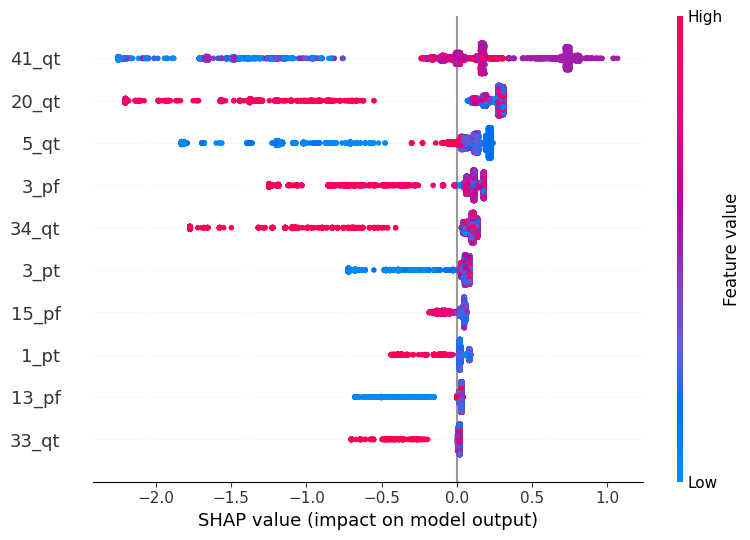 High
41_qt
20_qt
5_qt
3_pf
34_qt
3_pt
15_pf
1_pt
13_pf
33_qt
Feature value
Low
−2.0 −1.5 −1.0 −0.5 0.0 0.5 1.0
SHAP value (impact on model output)